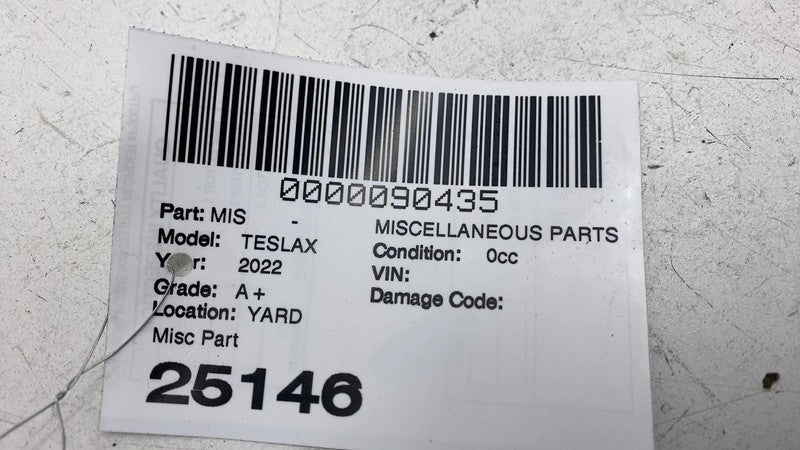 0000090435
Part: MIS - MISCELLANEOUS PARTS
Model: TESLAX Condition: 0cc
Year: 2022 VIN:
Grade: A+ Damage Code:
Location: YARD
Misc Part
25146